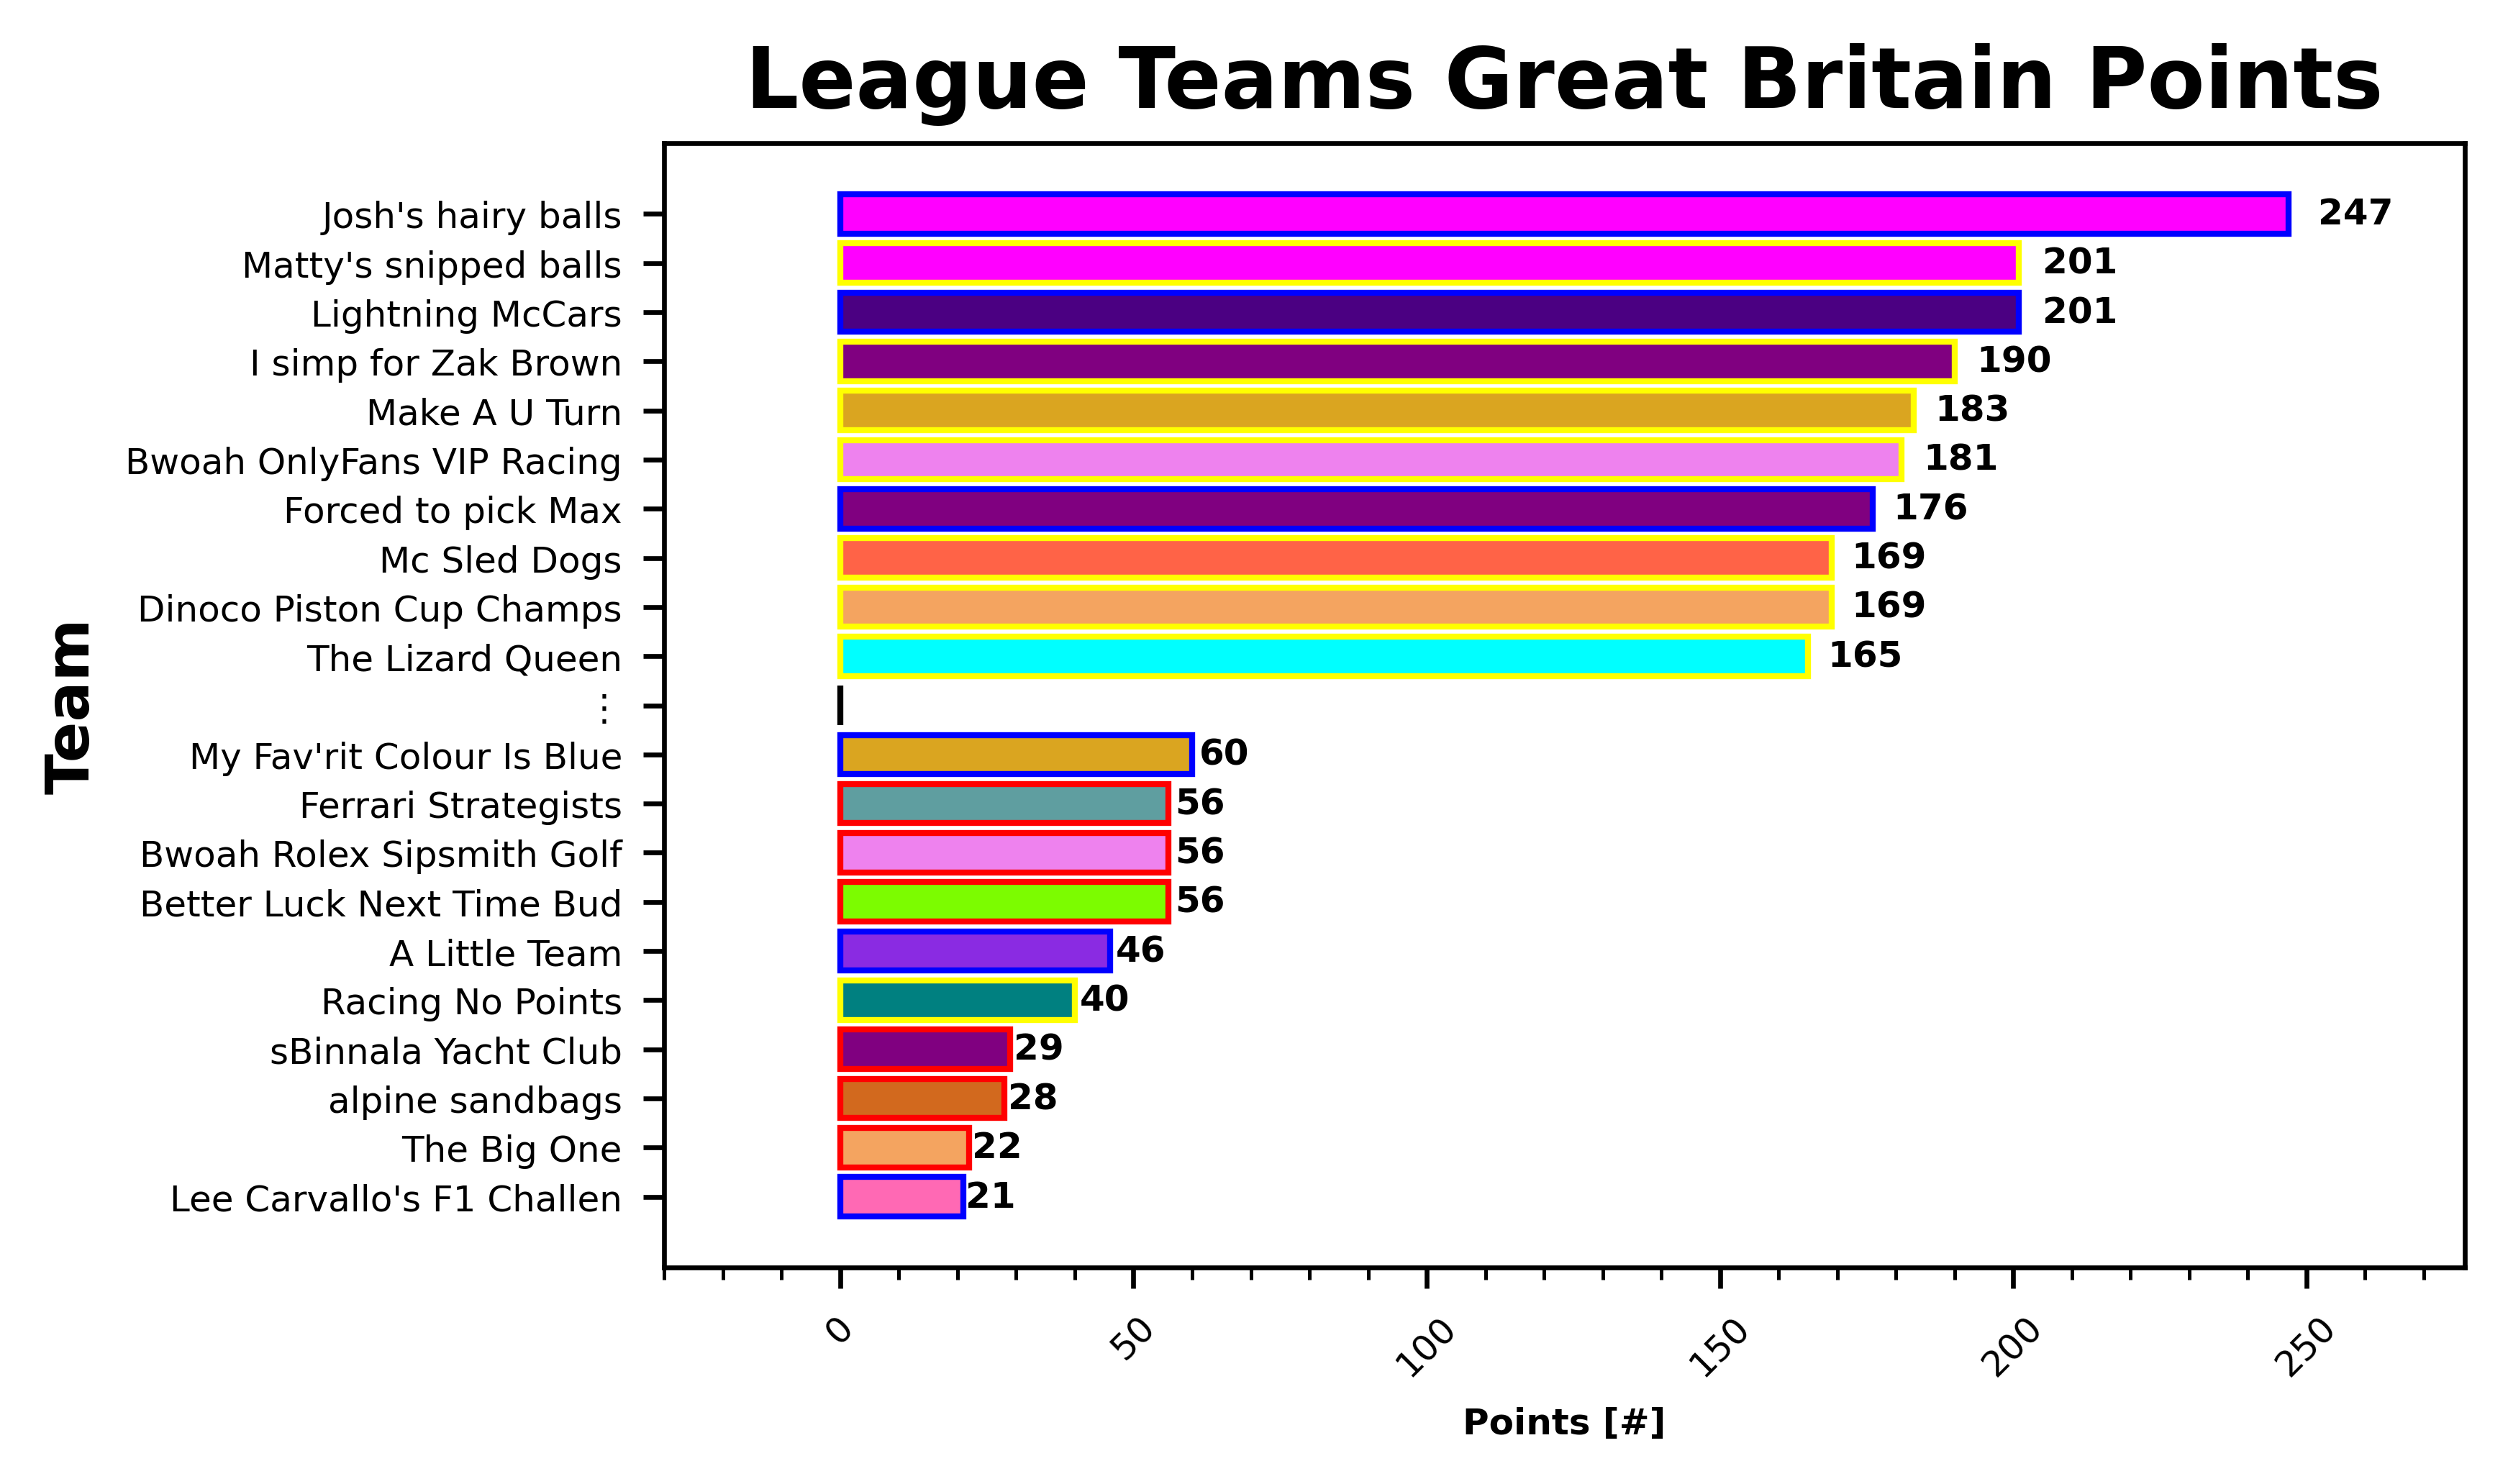 League Teams Great Britain Points
Josh's hairy balls 247
Matty's snipped balls 201
Lightning McCars 201
I simp for Zak Brown 190
Make A U Turn 183
Bwoah OnlyFans VIP Racing 181
Forced to pick Max 176
Mc Sled Dogs 169
Dinoco Piston Cup Champs 169
The Lizard Queen 165
⋮
My Fav'rit Colour Is Blue 60
Ferrari Strategists 56
Bwoah Rolex Sipsmith Golf 56
Better Luck Next Time Bud 56
A Little Team 46
Racing No Points 40
sBinnala Yacht Club 29
alpine sandbags 28
The Big One 22
Lee Carvallo's F1 Challen 21
Team
0 50 100 150 200 250
Points [#]